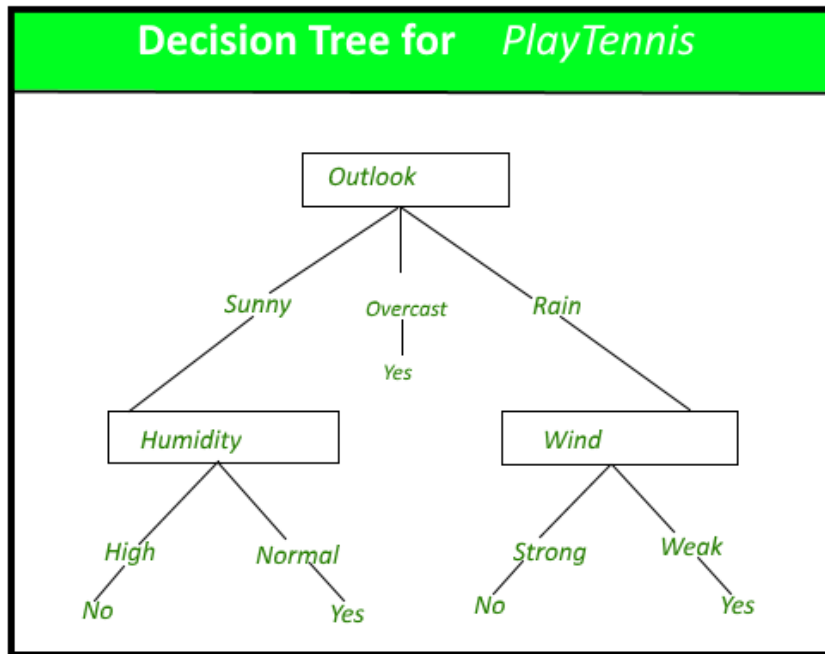 Decision Tree for PlayTennis
Outlook
Sunny
Overcast
Rain
Yes
Humidity
Wind
High
Normal
Strong
Weak
No
Yes
No
Yes